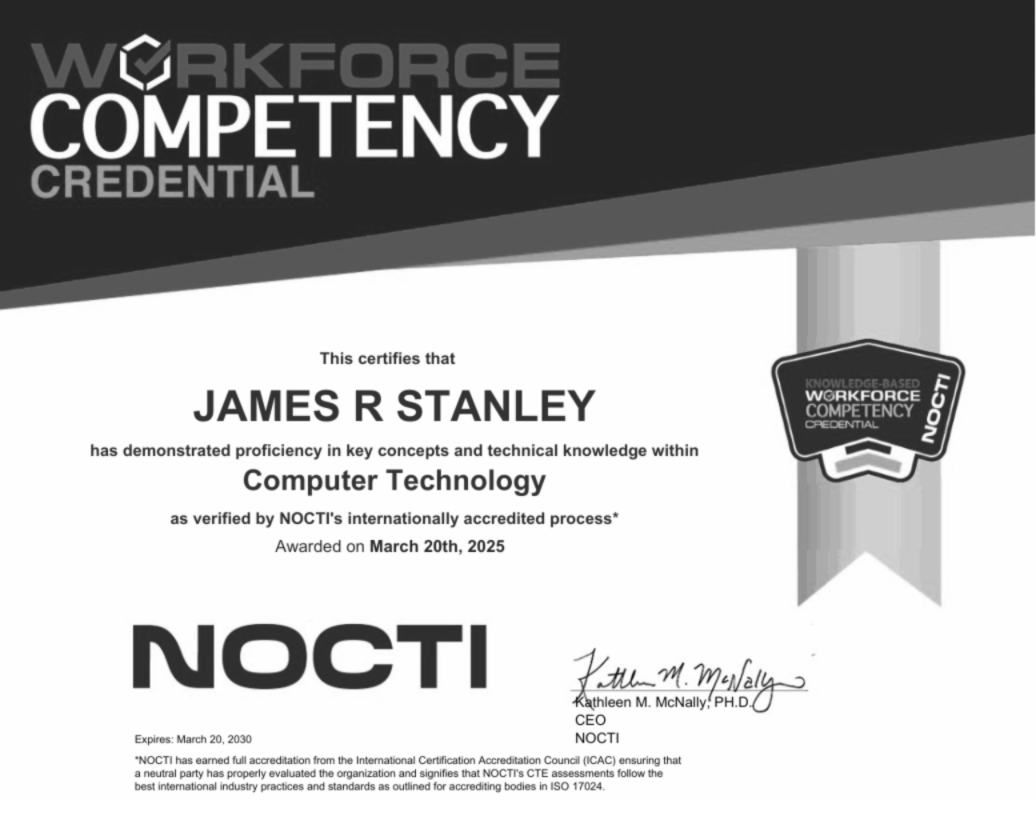 WORKFORCE
COMPETENCY
CREDENTIAL
This certifies that
JAMES R STANLEY
has demonstrated proficiency in key concepts and technical knowledge within
Computer Technology
as verified by NOCTI's internationally accredited process*
Awarded on March 20th, 2025
KNOWLEDGE-BASED
WORKFORCE
COMPETENCY
CREDENTIAL
NOCTI
NOCTI
Kathleen M. McNally
Kathleen M. McNally, PH.D.
CEO
NOCTI
Expires: March 20, 2030
*NOCTI has earned full accreditation from the International Certification Accreditation Council (ICAC) ensuring that
a neutral party has properly evaluated the organization and signifies that NOCTI's CTE assessments follow the
best international industry practices and standards as outlined for accrediting bodies in ISO 17024.